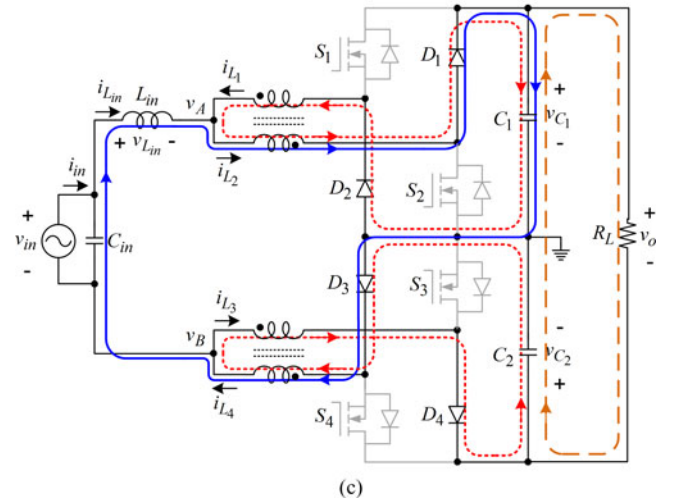 S1
D1
iL1
iLin
Lin
vA
C1
+
vC1
-
+ vLin -
iin
iL2
D2
S2
+
vin
-
Cin
RL
+
vo
-
iL3
D3
S3
vB
C2
-
vC2
+
iL4
S4
D4
(c)